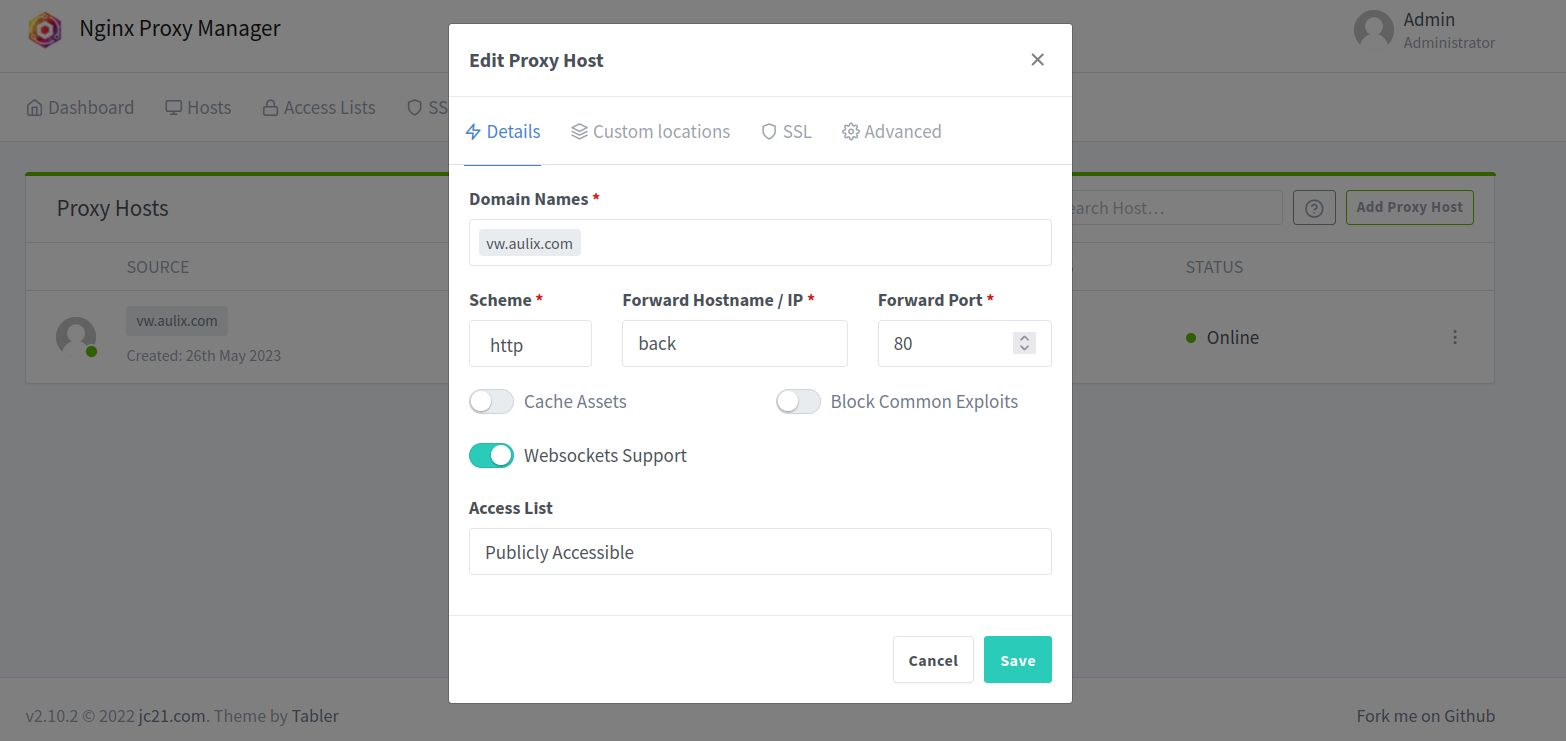 Nginx Proxy Manager
Admin
Administrator
Dashboard Hosts Access Lists SS
Edit Proxy Host
Details Custom locations SSL Advanced
Proxy Hosts
earch Host... Add Proxy Host
SOURCE STATUS
vw.aulix.com
Created: 26th May 2023
Online
Domain Names *
vw.aulix.com
Scheme * Forward Hostname / IP * Forward Port *
http back 80
Cache Assets Block Common Exploits
Websockets Support
Access List
Publicly Accessible
Cancel Save
v2.10.2 © 2022 jc21.com. Theme by Tabler Fork me on Github